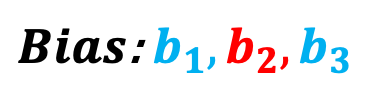 Bias: b₁, b₂, b₃